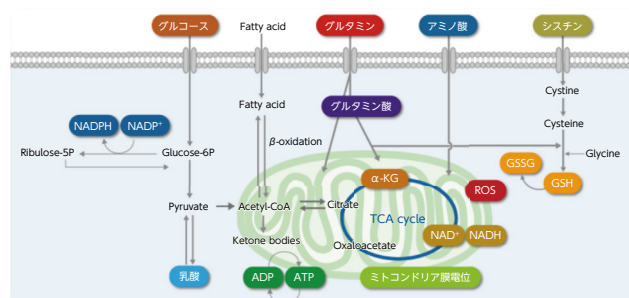 グルコース
Fatty acid
グルタミン
アミノ酸
シスチン
Cystine
Fatty acid
グルタミン酸
NADPH
NADP⁺
Cysteine
β-oxidation
Ribulose-5P
Glucose-6P
Glycine
GSSG
α-KG
ROS
GSH
Pyruvate
Acetyl-CoA
Citrate
TCA cycle
NAD⁺
NADH
Ketone bodies
Oxaloacetate
乳酸
ADP
ATP
ミトコンドリア膜電位